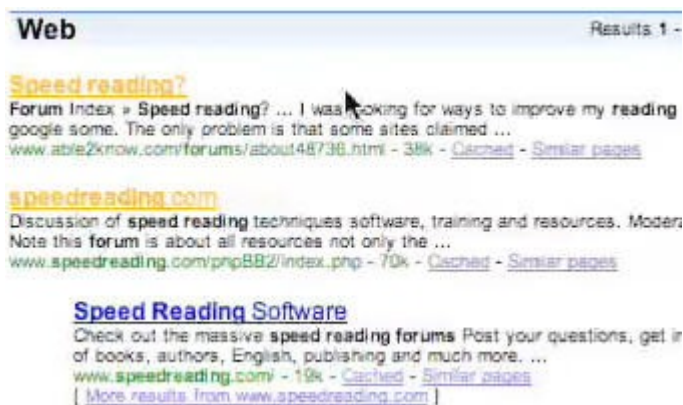 Web
Results 1 -
Speed reading?
Forum Index » Speed reading? ... I was looking for ways to improve my reading
google some. The only problem is that some sites claimed ...
www.able2know.com/forums/about48736.html - 38k - Cached - Similar pages
speedreading.com
Discussion of speed reading techniques software, training and resources. Modera
Note this forum is about all resources not only the ...
www.speedreading.com/phpBB2/index.php - 70k - Cached - Similar pages
Speed Reading Software
Check out the massive speed reading forums Post your questions, get in
of books, authors, English, publishing and much more. ...
www.speedreading.com/ - 19k - Cached - Similar pages
[ More results from www.speedreading.com ]